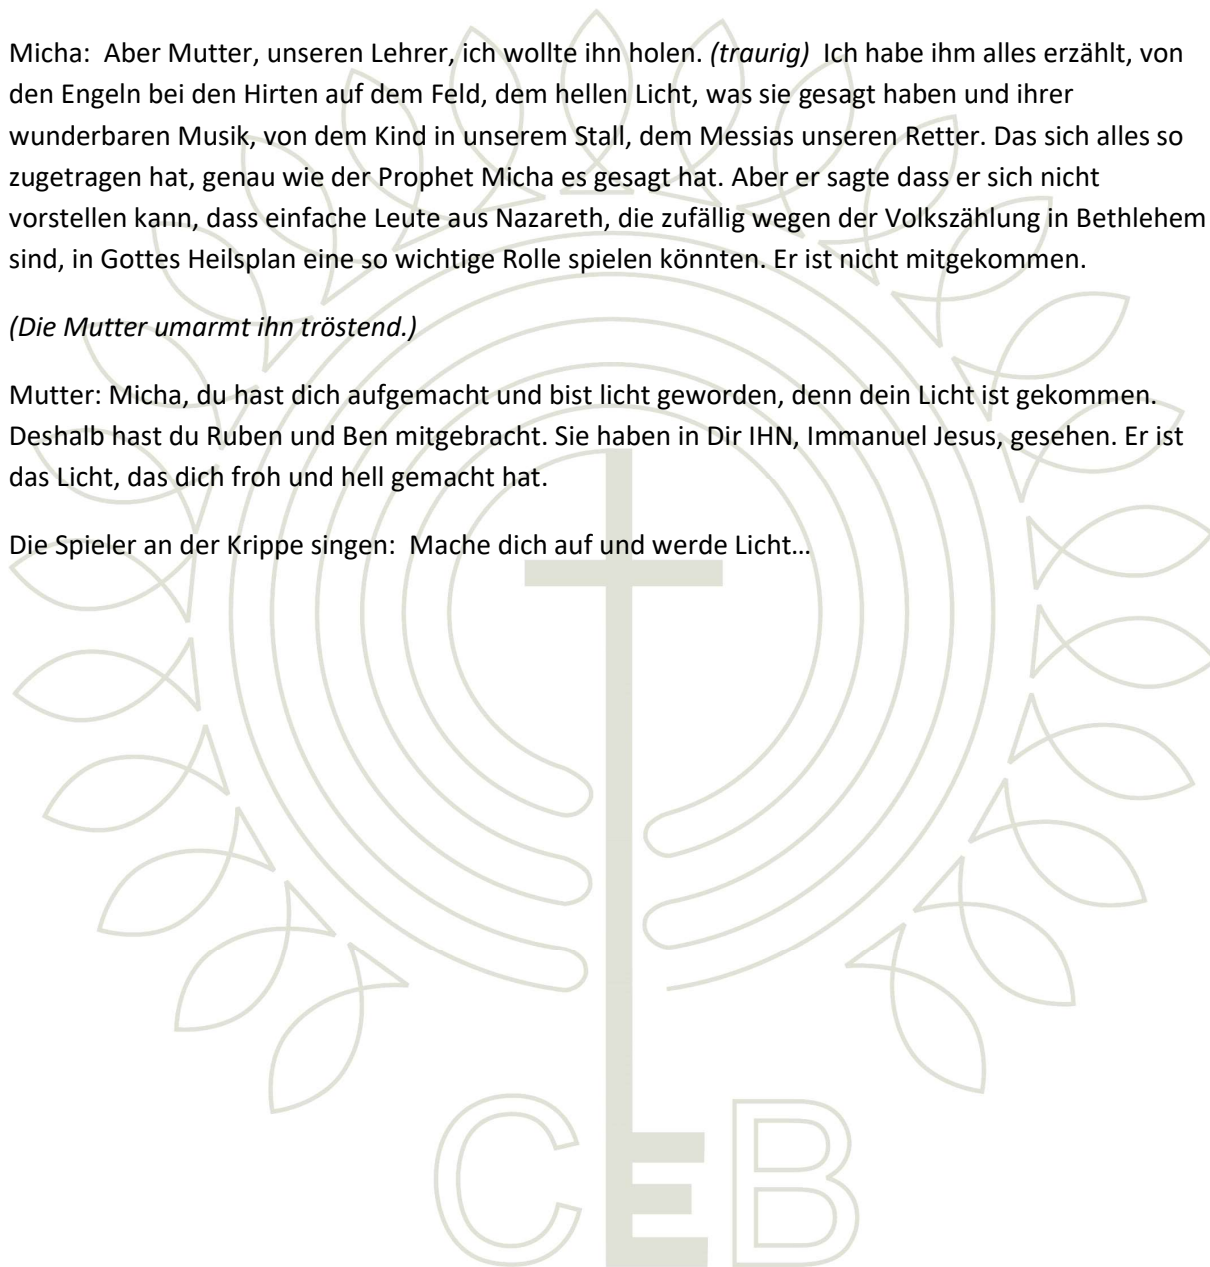 Micha:  Aber Mutter, unseren Lehrer, ich wollte ihn holen. (traurig)  Ich habe ihm alles erzählt, von
den Engeln bei den Hirten auf dem Feld, dem hellen Licht, was sie gesagt haben und ihrer
wunderbaren Musik, von dem Kind in unserem Stall, dem Messias unseren Retter. Das sich alles so
zugetragen hat, genau wie der Prophet Micha es gesagt hat. Aber er sagte dass er sich nicht
vorstellen kann, dass einfache Leute aus Nazareth, die zufällig wegen der Volkszählung in Bethlehem
sind, in Gottes Heilsplan eine so wichtige Rolle spielen könnten. Er ist nicht mitgekommen.
(Die Mutter umarmt ihn tröstend.)
Mutter: Micha, du hast dich aufgemacht und bist licht geworden, denn dein Licht ist gekommen.
Deshalb hast du Ruben und Ben mitgebracht. Sie haben in Dir IHN, Immanuel Jesus, gesehen. Er ist
das Licht, das dich froh und hell gemacht hat.
Die Spieler an der Krippe singen:  Mache dich auf und werde Licht…
CEB